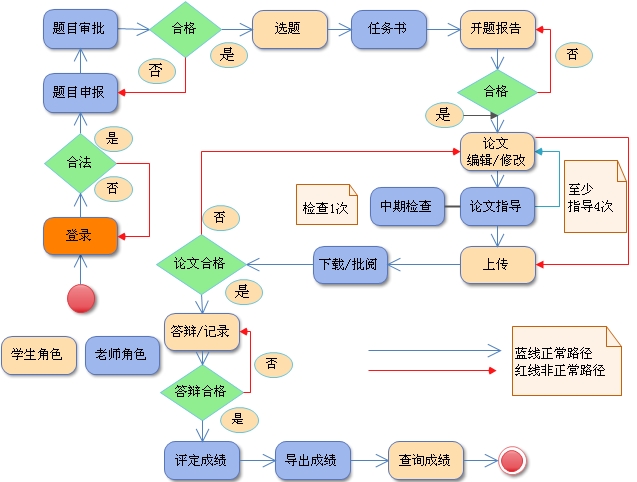 题目审批
合格
是
选题
任务书
开题报告
否
否
题目申报
合格
是
是
合法
否
论文
编辑/修改
至少
指导4次
检查1次
中期检查
论文指导
否
登录
论文合格
下载/批阅
上传
是
答辩/记录
学生角色
老师角色
否
蓝线正常路径
红线非正常路径
答辩合格
是
评定成绩
导出成绩
查询成绩